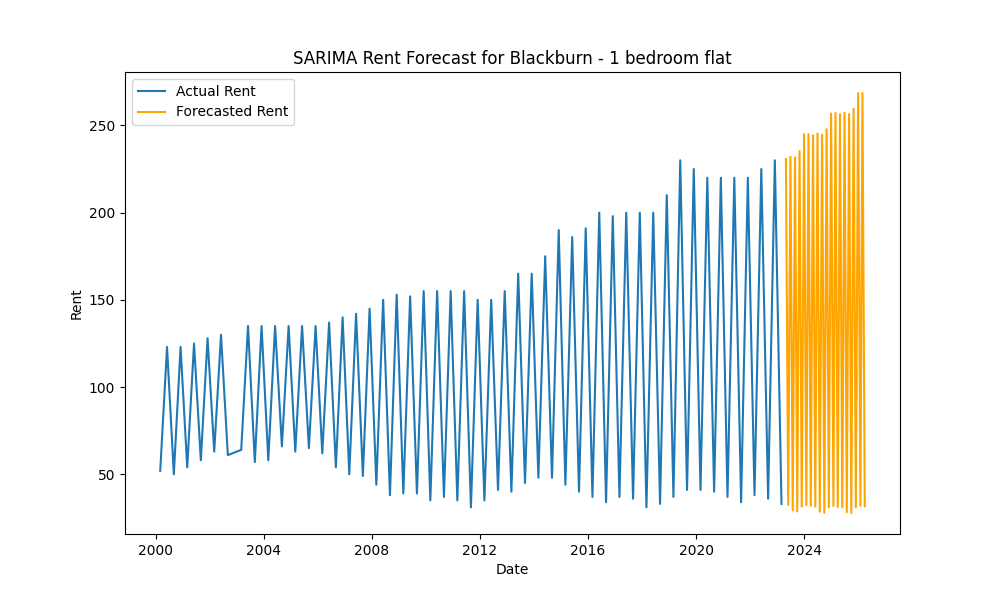 SARIMA Rent Forecast for Blackburn - 1 bedroom flat
Actual Rent
Forecasted Rent
250
200
150
100
50
Rent
2000 2004 2008 2012 2016 2020 2024
Date